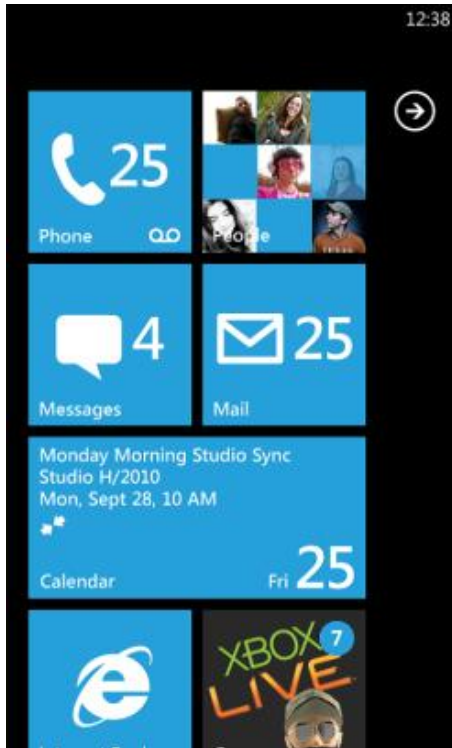 12:38
25
Phone
People
4
Messages
25
Mail
Monday Morning Studio Sync
Studio H/2010
Mon, Sept 28, 10 AM
Calendar
Fri 25
7
XBOX
LIVE